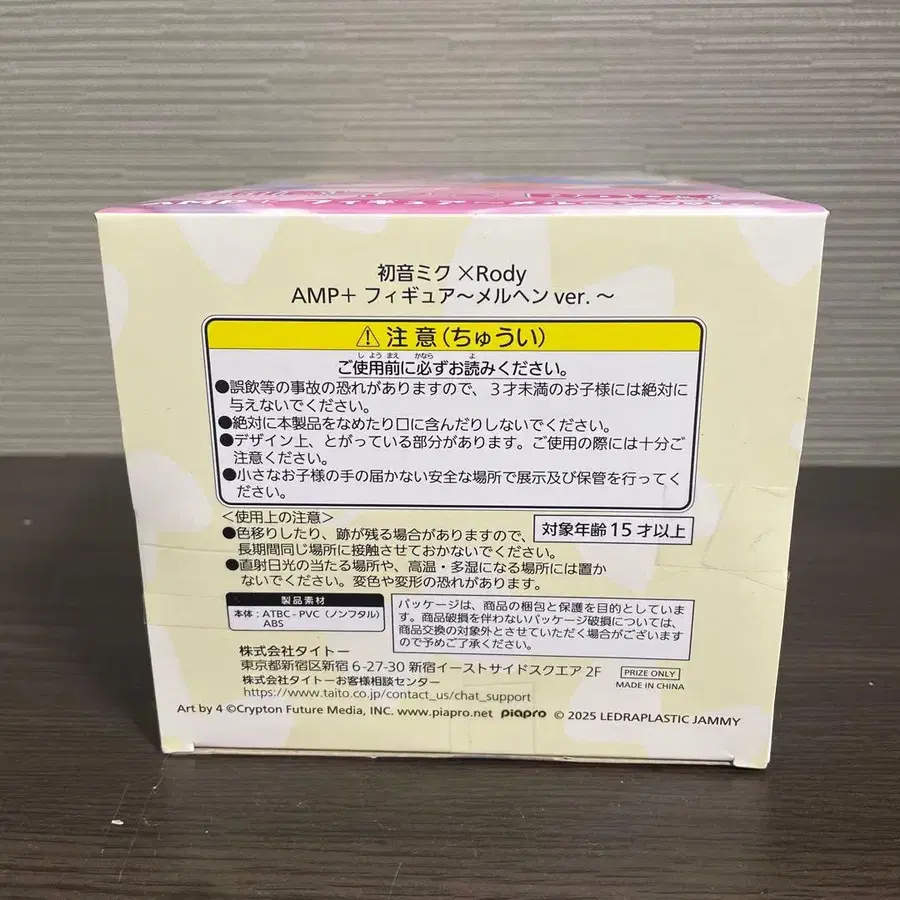 AMP+ フィギュア
初音ミク×Rody
AMP+ フィギュア～メルヘン ver.～
⚠注意(ちゅうい)
ご使用前に必ずお読みください。
●誤飲等の事故の恐れがありますので、3才未満のお子様には絶対に
与えないでください。
●絶対に本製品をなめたり口に含んだりしないでください。
●デザイン上、とがっている部分があります。ご使用の際には十分ご
注意ください。
●小さなお子様の手の届かない安全な場所で展示及び保管を行ってく
ださい。
＜使用上の注意＞
●色移りしたり、跡が残る場合がありますので、
長期間同じ場所に接触させておかないでください。
対象年齢15才以上
●直射日光の当たる場所や、高温・多湿になる場所には置か
ないでください。変色や変形の恐れがあります。
製品素材
本体：ATBC-PVC（ノンフタル）
ABS
パッケージは、商品の梱包と保護を目的としていま
す。商品破損を伴わないパッケージ破損については、
商品交換の対象外とさせていただく場合がございます
ので予めご了承ください。
株式会社タイトー
東京都新宿区新宿 6-27-30 新宿イーストサイドスクエア 2F
株式会社タイトーお客様相談センター
https://www.taito.co.jp/contact_us/chat_support
PRIZE ONLY
MADE IN CHINA
Art by 4 ©Crypton Future Media, INC. www.piapro.net piapro © 2025 LEDRAPLASTIC JAMMY